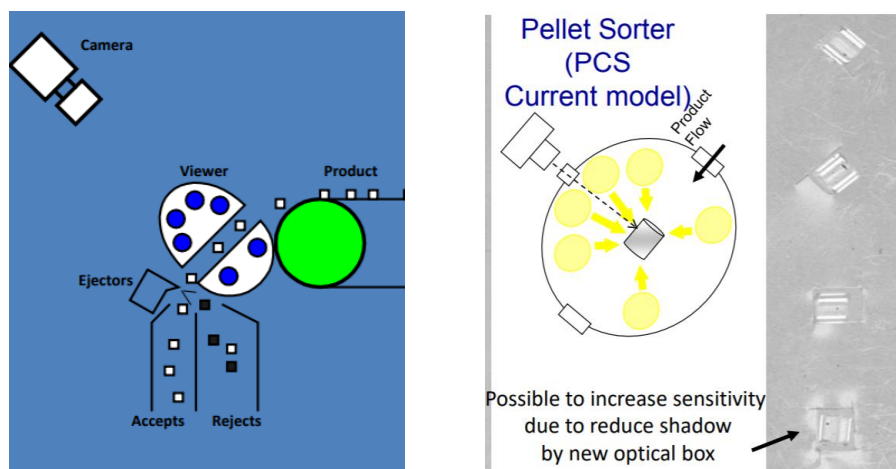 Camera
Viewer
Product
Ejectors
Accepts
Rejects
Pellet Sorter
(PCS
Current model)
Product
Flow
Possible to increase sensitivity
due to reduce shadow
by new optical box